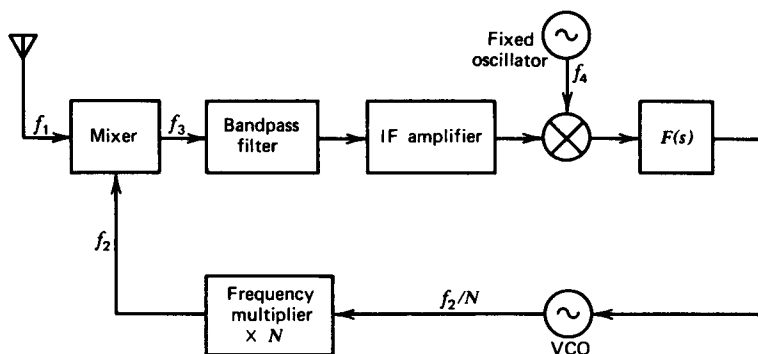 Fixed
oscillator
f₄
f₁
Mixer
f₃
Bandpass
filter
IF amplifier
F(s)
f₂
Frequency
multiplier
× N
f₂/N
VCO